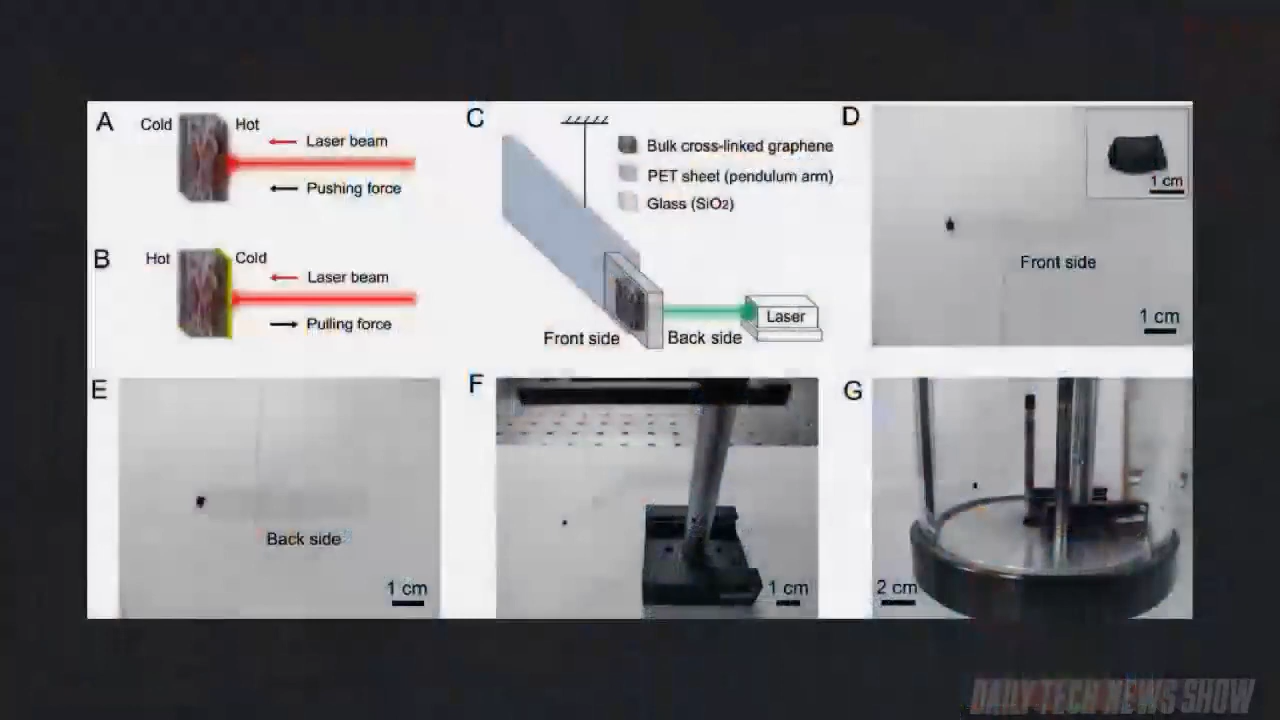 A
Cold
Hot
Laser beam
Pushing force
B
Hot
Cold
Laser beam
Pulling force
C
Bulk cross-linked graphene
PET sheet (pendulum arm)
Glass (SiO2)
Laser
Front side
Back side
D
1 cm
Front side
1 cm
E
Back side
1 cm
F
1 cm
G
2 cm
DAILY TECH NEWS SHOW